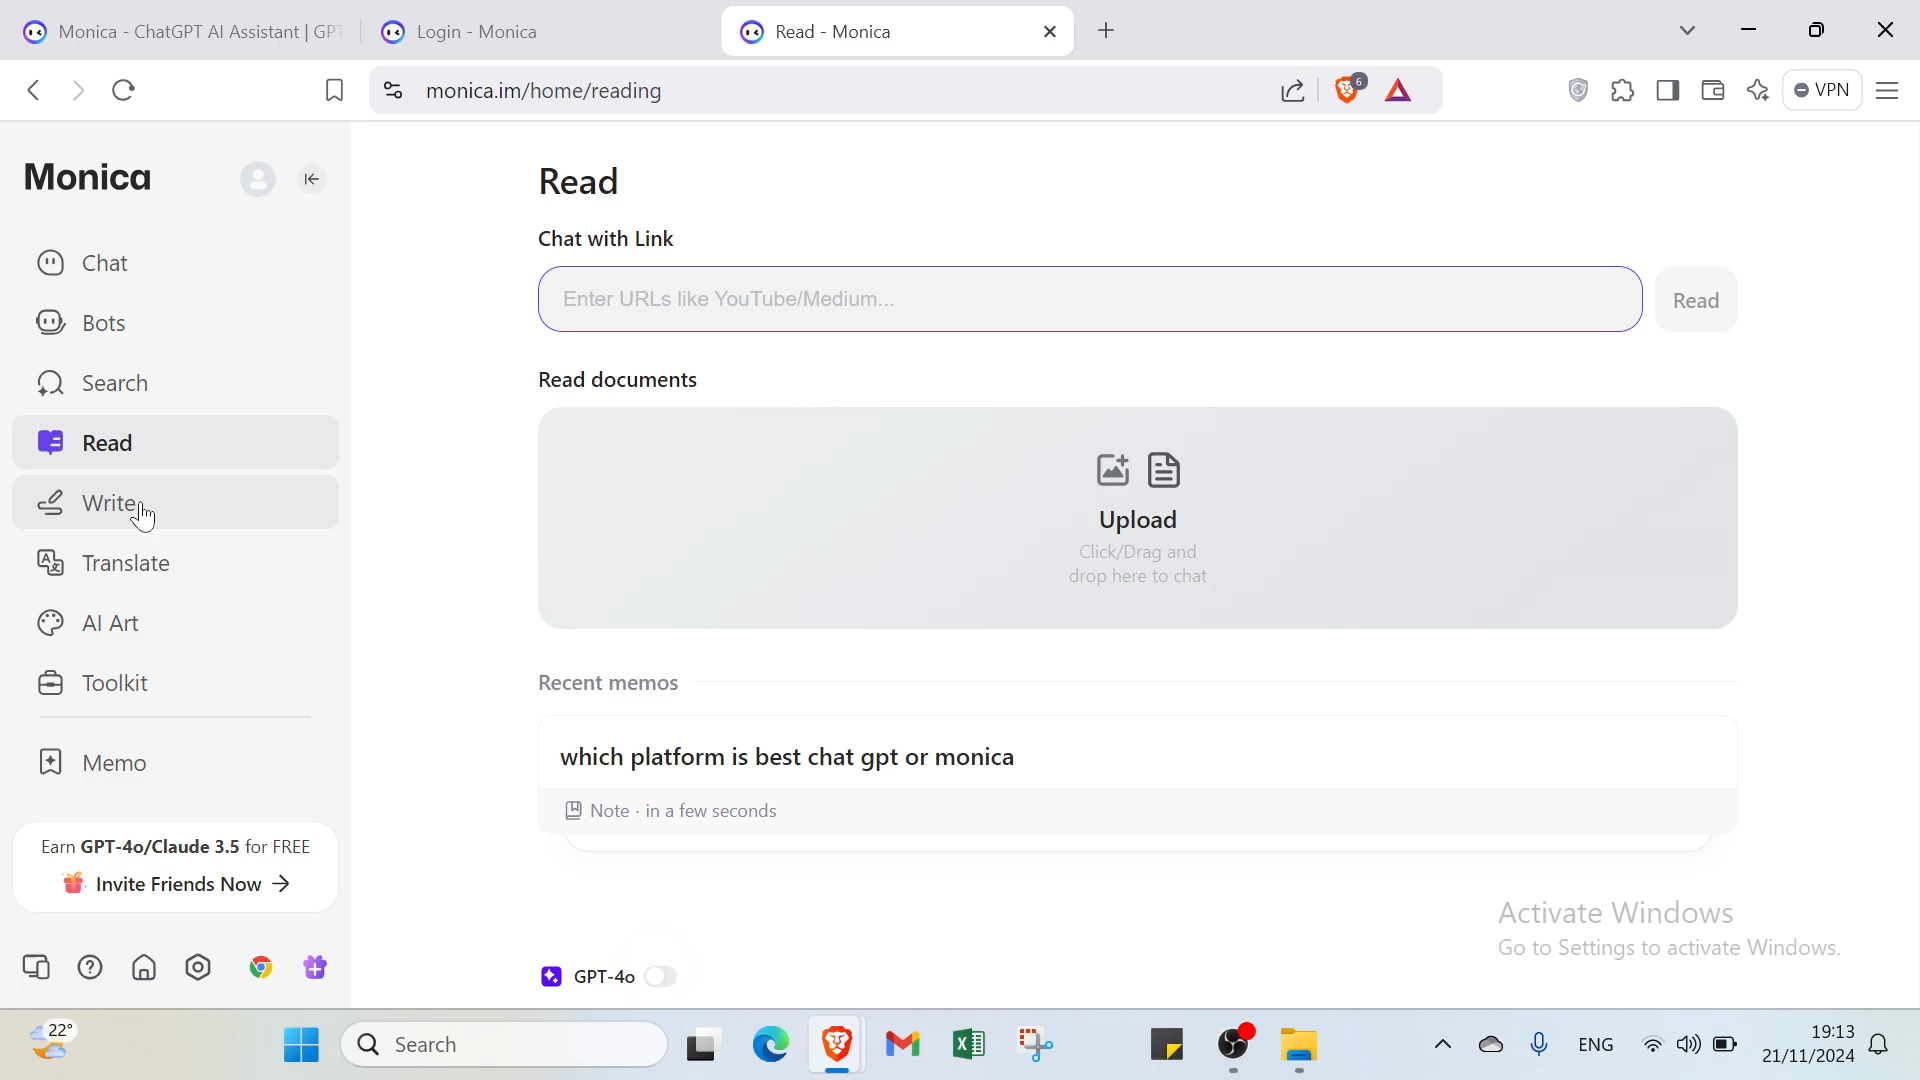 Monica - ChatGPT AI Assistant | GPT
Login - Monica
Read - Monica
monica.im/home/reading
6
VPN
Monica
Chat
Bots
Search
Read
Write
Translate
AI Art
Toolkit
Memo
Earn GPT-4o/Claude 3.5 for FREE
Invite Friends Now →
Read
Chat with Link
Enter URLs like YouTube/Medium...
Read
Read documents
Upload
Click/Drag and
drop here to chat
Recent memos
which platform is best chat gpt or monica
Note · in a few seconds
GPT-4o
Activate Windows
Go to Settings to activate Windows.
22°
Search
ENG
19:13
21/11/2024